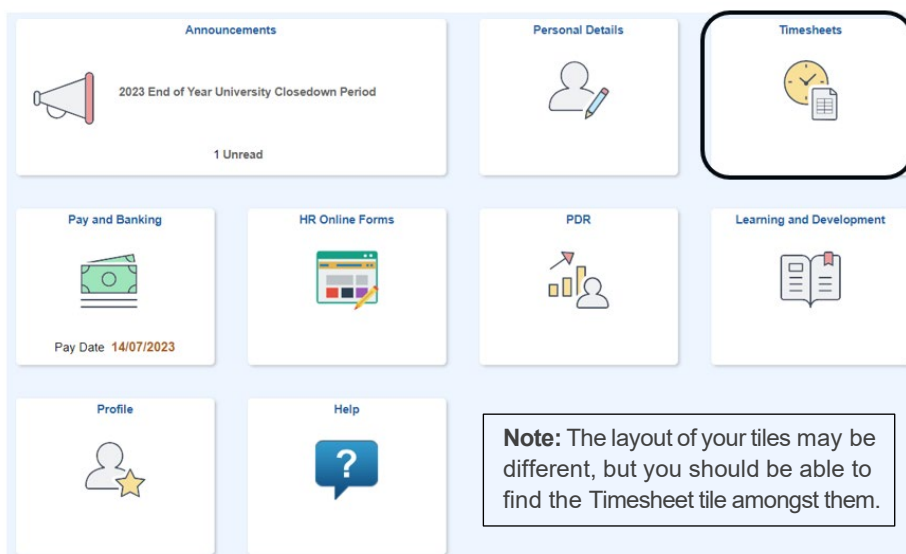 Announcements
2023 End of Year University Closedown Period
1 Unread
Personal Details
Timesheets
Pay and Banking
Pay Date 14/07/2023
HR Online Forms
PDR
Learning and Development
Profile
Help
?
Note: The layout of your tiles may be
different, but you should be able to
find the Timesheet tile amongst them.